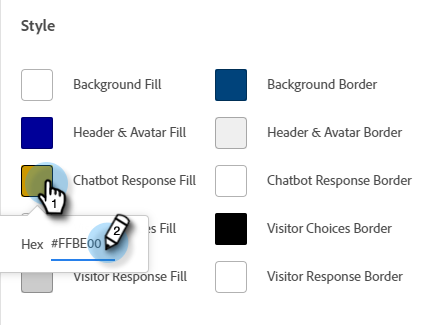 Style
Background Fill Background Border
Header & Avatar Fill Header & Avatar Border
Chatbot Response Fill Chatbot Response Border
1
es Fill Visitor Choices Border
Hex #FFBE00 2
Visitor Response Fill Visitor Response Border